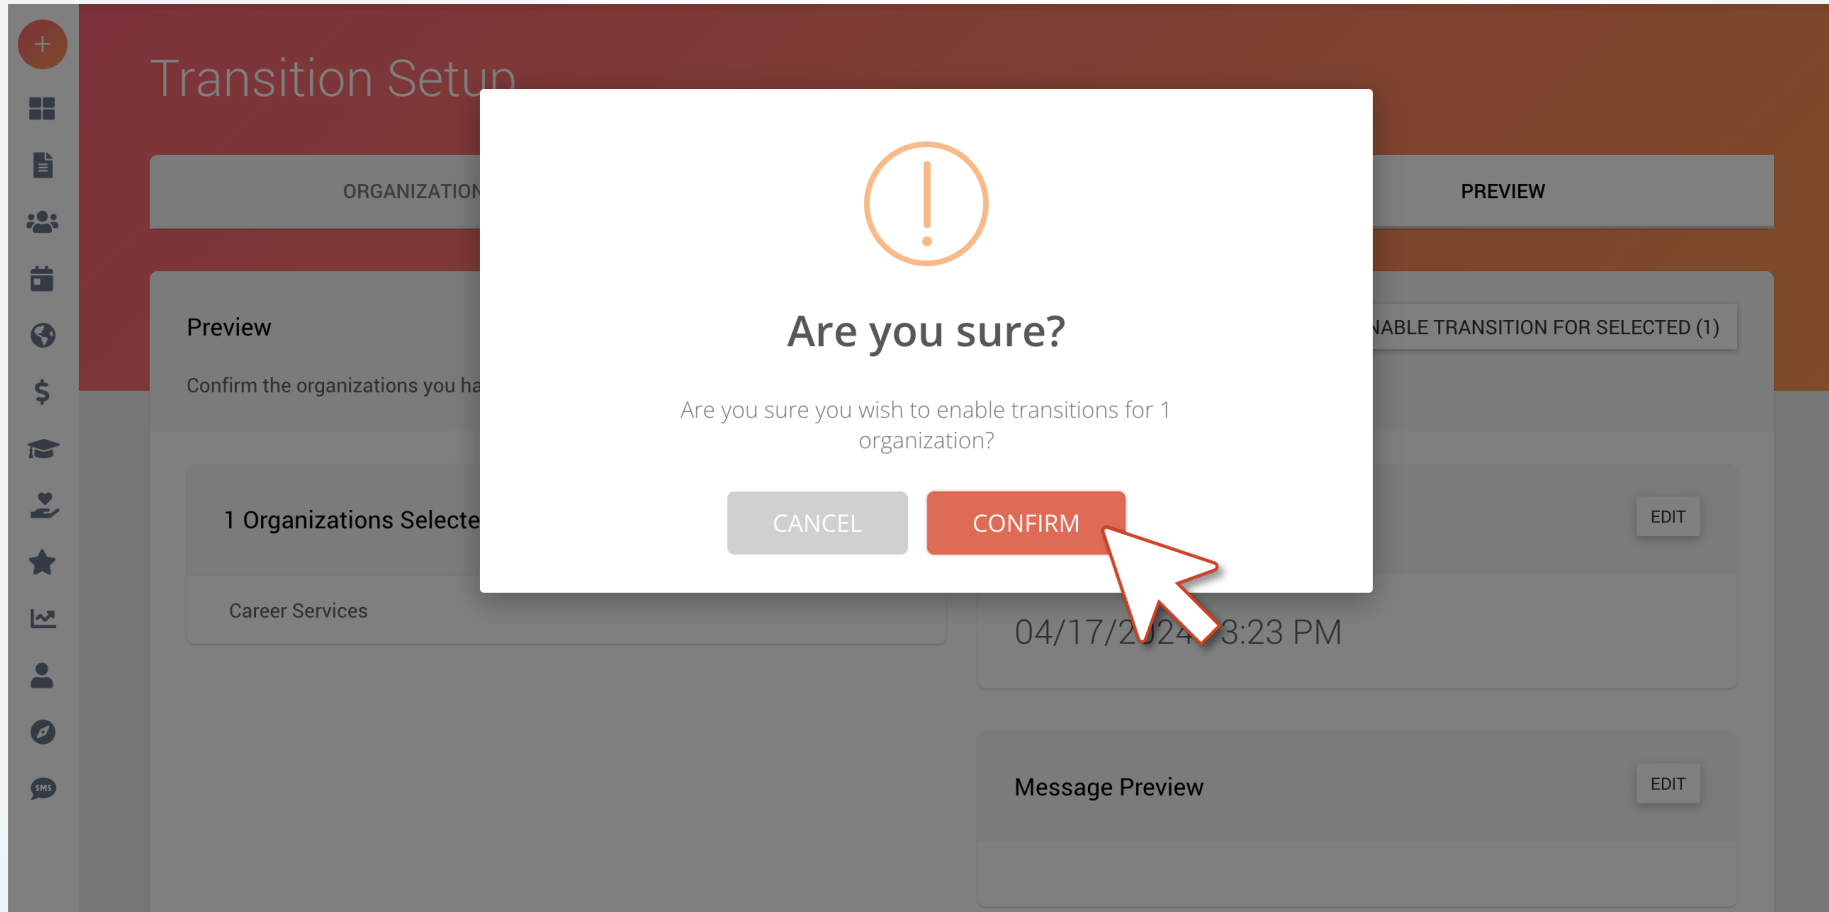 Transition Setup
ORGANIZATION
PREVIEW
Preview
NABLE TRANSITION FOR SELECTED (1)
Confirm the organizations you ha
Are you sure?
Are you sure you wish to enable transitions for 1
organization?
CANCEL
CONFIRM
1 Organizations Selecte
EDIT
Career Services
04/17/2024 3:23 PM
Message Preview
EDIT
SMS